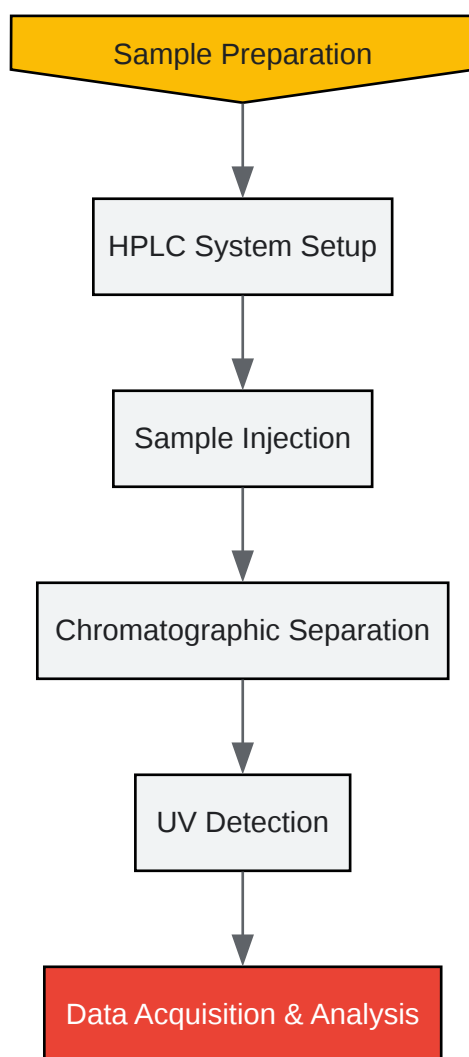 Sample Preparation
HPLC System Setup
Sample Injection
Chromatographic Separation
UV Detection
Data Acquisition & Analysis